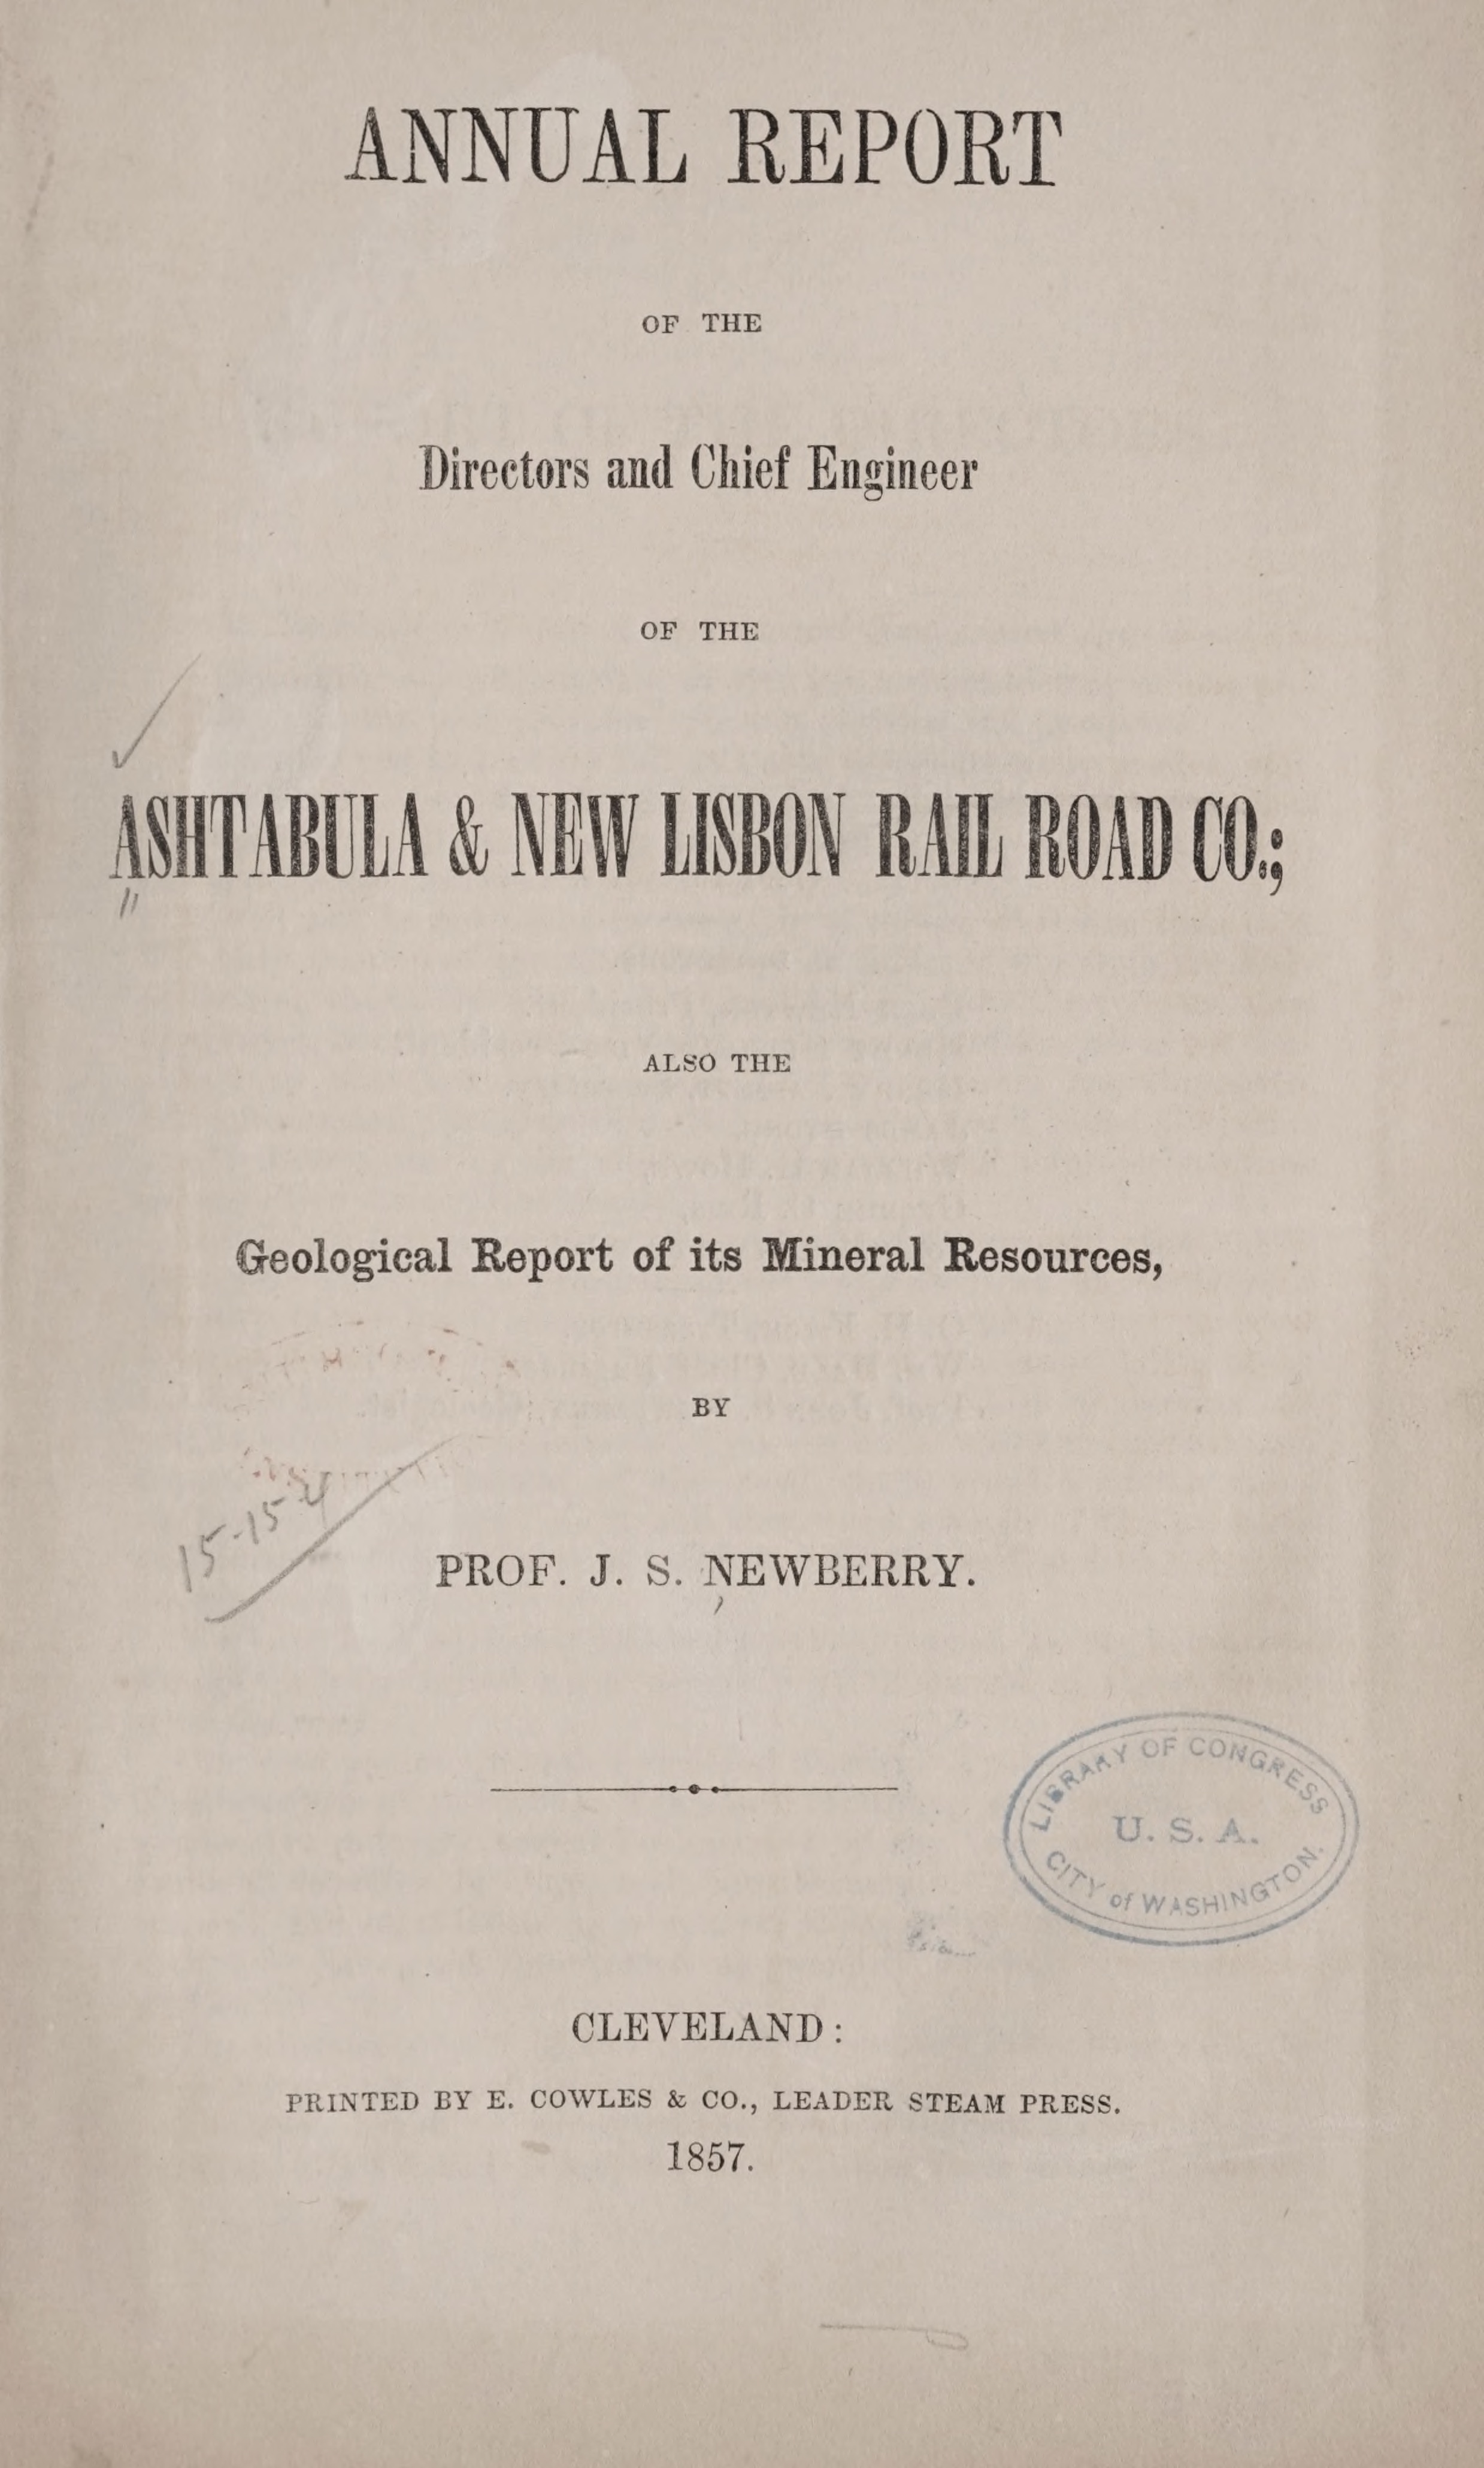 ANNUAL REPORT
OF THE
Directors and Chief Engineer
OF THE
ASHTABULA & NEW LISBON RAIL ROAD CO.;
ALSO THE
Geological Report of its Mineral Resources,
BY
15-15
PROF. J. S. NEWBERRY.
LIBRARY OF CONGRESS
U. S. A.
CITY of WASHINGTON.
CLEVELAND:
PRINTED BY E. COWLES & CO., LEADER STEAM PRESS.
1857.